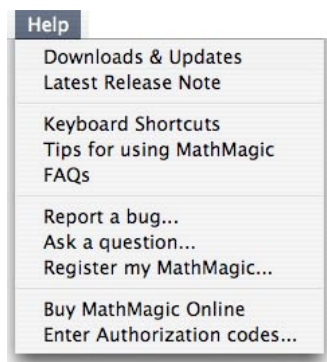 Help
Downloads & Updates
Latest Release Note
Keyboard Shortcuts
Tips for using MathMagic
FAQs
Report a bug...
Ask a question...
Register my MathMagic...
Buy MathMagic Online
Enter Authorization codes...